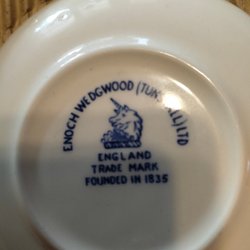 ENOCH WEDGWOOD (TUNSTALL) LTD
ENGLAND
TRADE MARK
FOUNDED IN 1835